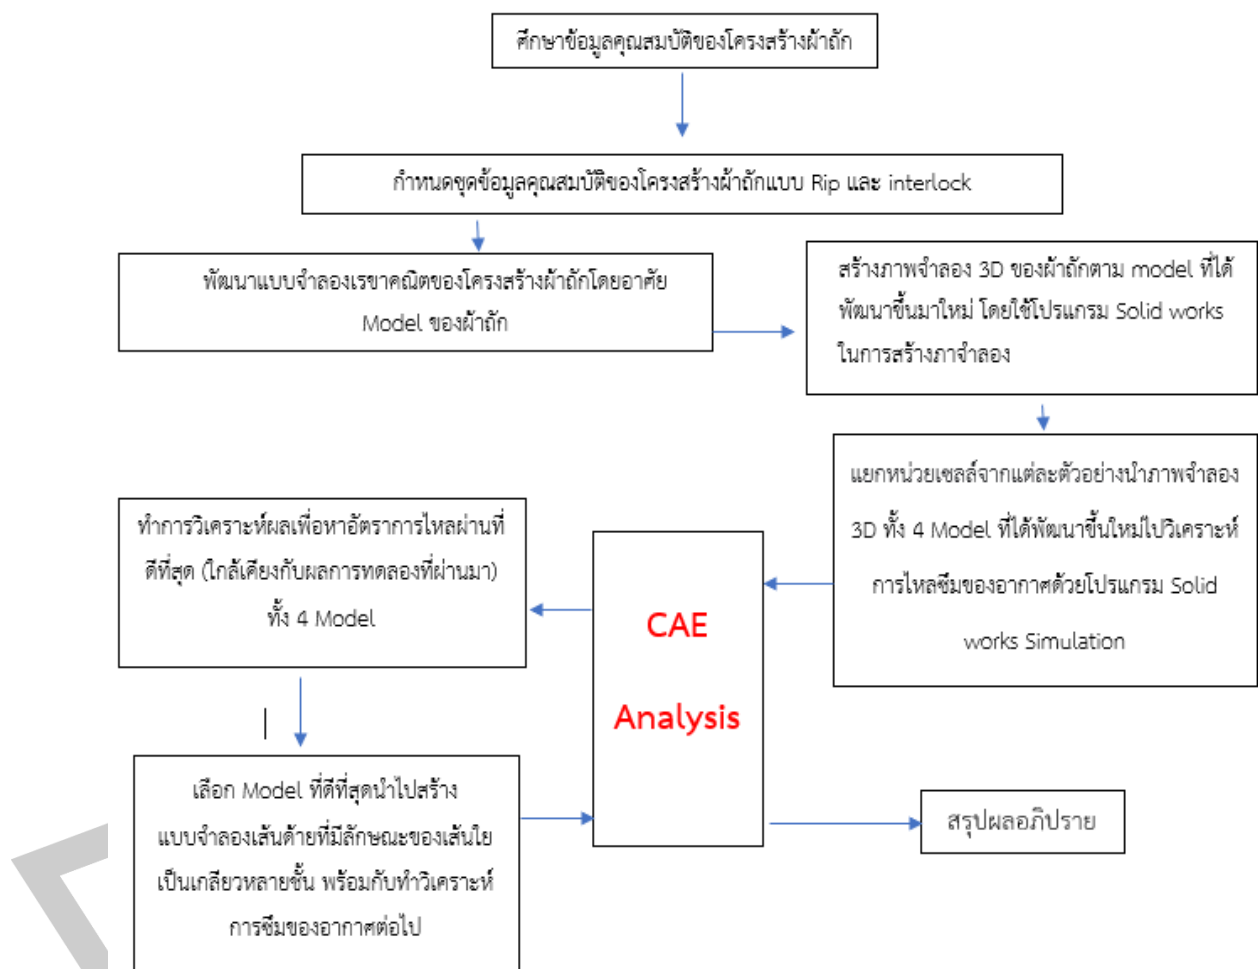 ศึกษาข้อมูลคุณสมบัติของโครงสร้างผ้าถัก
กำหนดชุดข้อมูลคุณสมบัติของโครงสร้างผ้าถักแบบ Rip และ interlock
พัฒนาแบบจำลองเรขาคณิตของโครงสร้างผ้าถักโดยอาศัย
Model ของผ้าถัก
สร้างภาพจำลอง 3D ของผ้าถักตาม model ที่ได้
พัฒนาขึ้นมาใหม่ โดยใช้โปรแกรม Solid works
ในการสร้างภาจำลอง
แยกหน่วยเซลล์จากแต่ละตัวอย่างนำภาพจำลอง
3D ทั้ง 4 Model ที่ได้พัฒนาขึ้นใหม่ไปวิเคราะห์
การไหลซึมของอากาศด้วยโปรแกรม Solid
works Simulation
CAE
Analysis
ทำการวิเคราะห์ผลเพื่อหาอัตราการไหลผ่านที่
ดีที่สุด (ใกล้เคียงกับผลการทดลองที่ผ่านมา)
ทั้ง 4 Model
เลือก Model ที่ดีที่สุดนำไปสร้าง
แบบจำลองเส้นด้ายที่มีลักษณะของเส้นใย
เป็นเกลียวหลายชั้น พร้อมกับทำวิเคราะห์
การซึมของอากาศต่อไป
สรุปผลอภิปราย